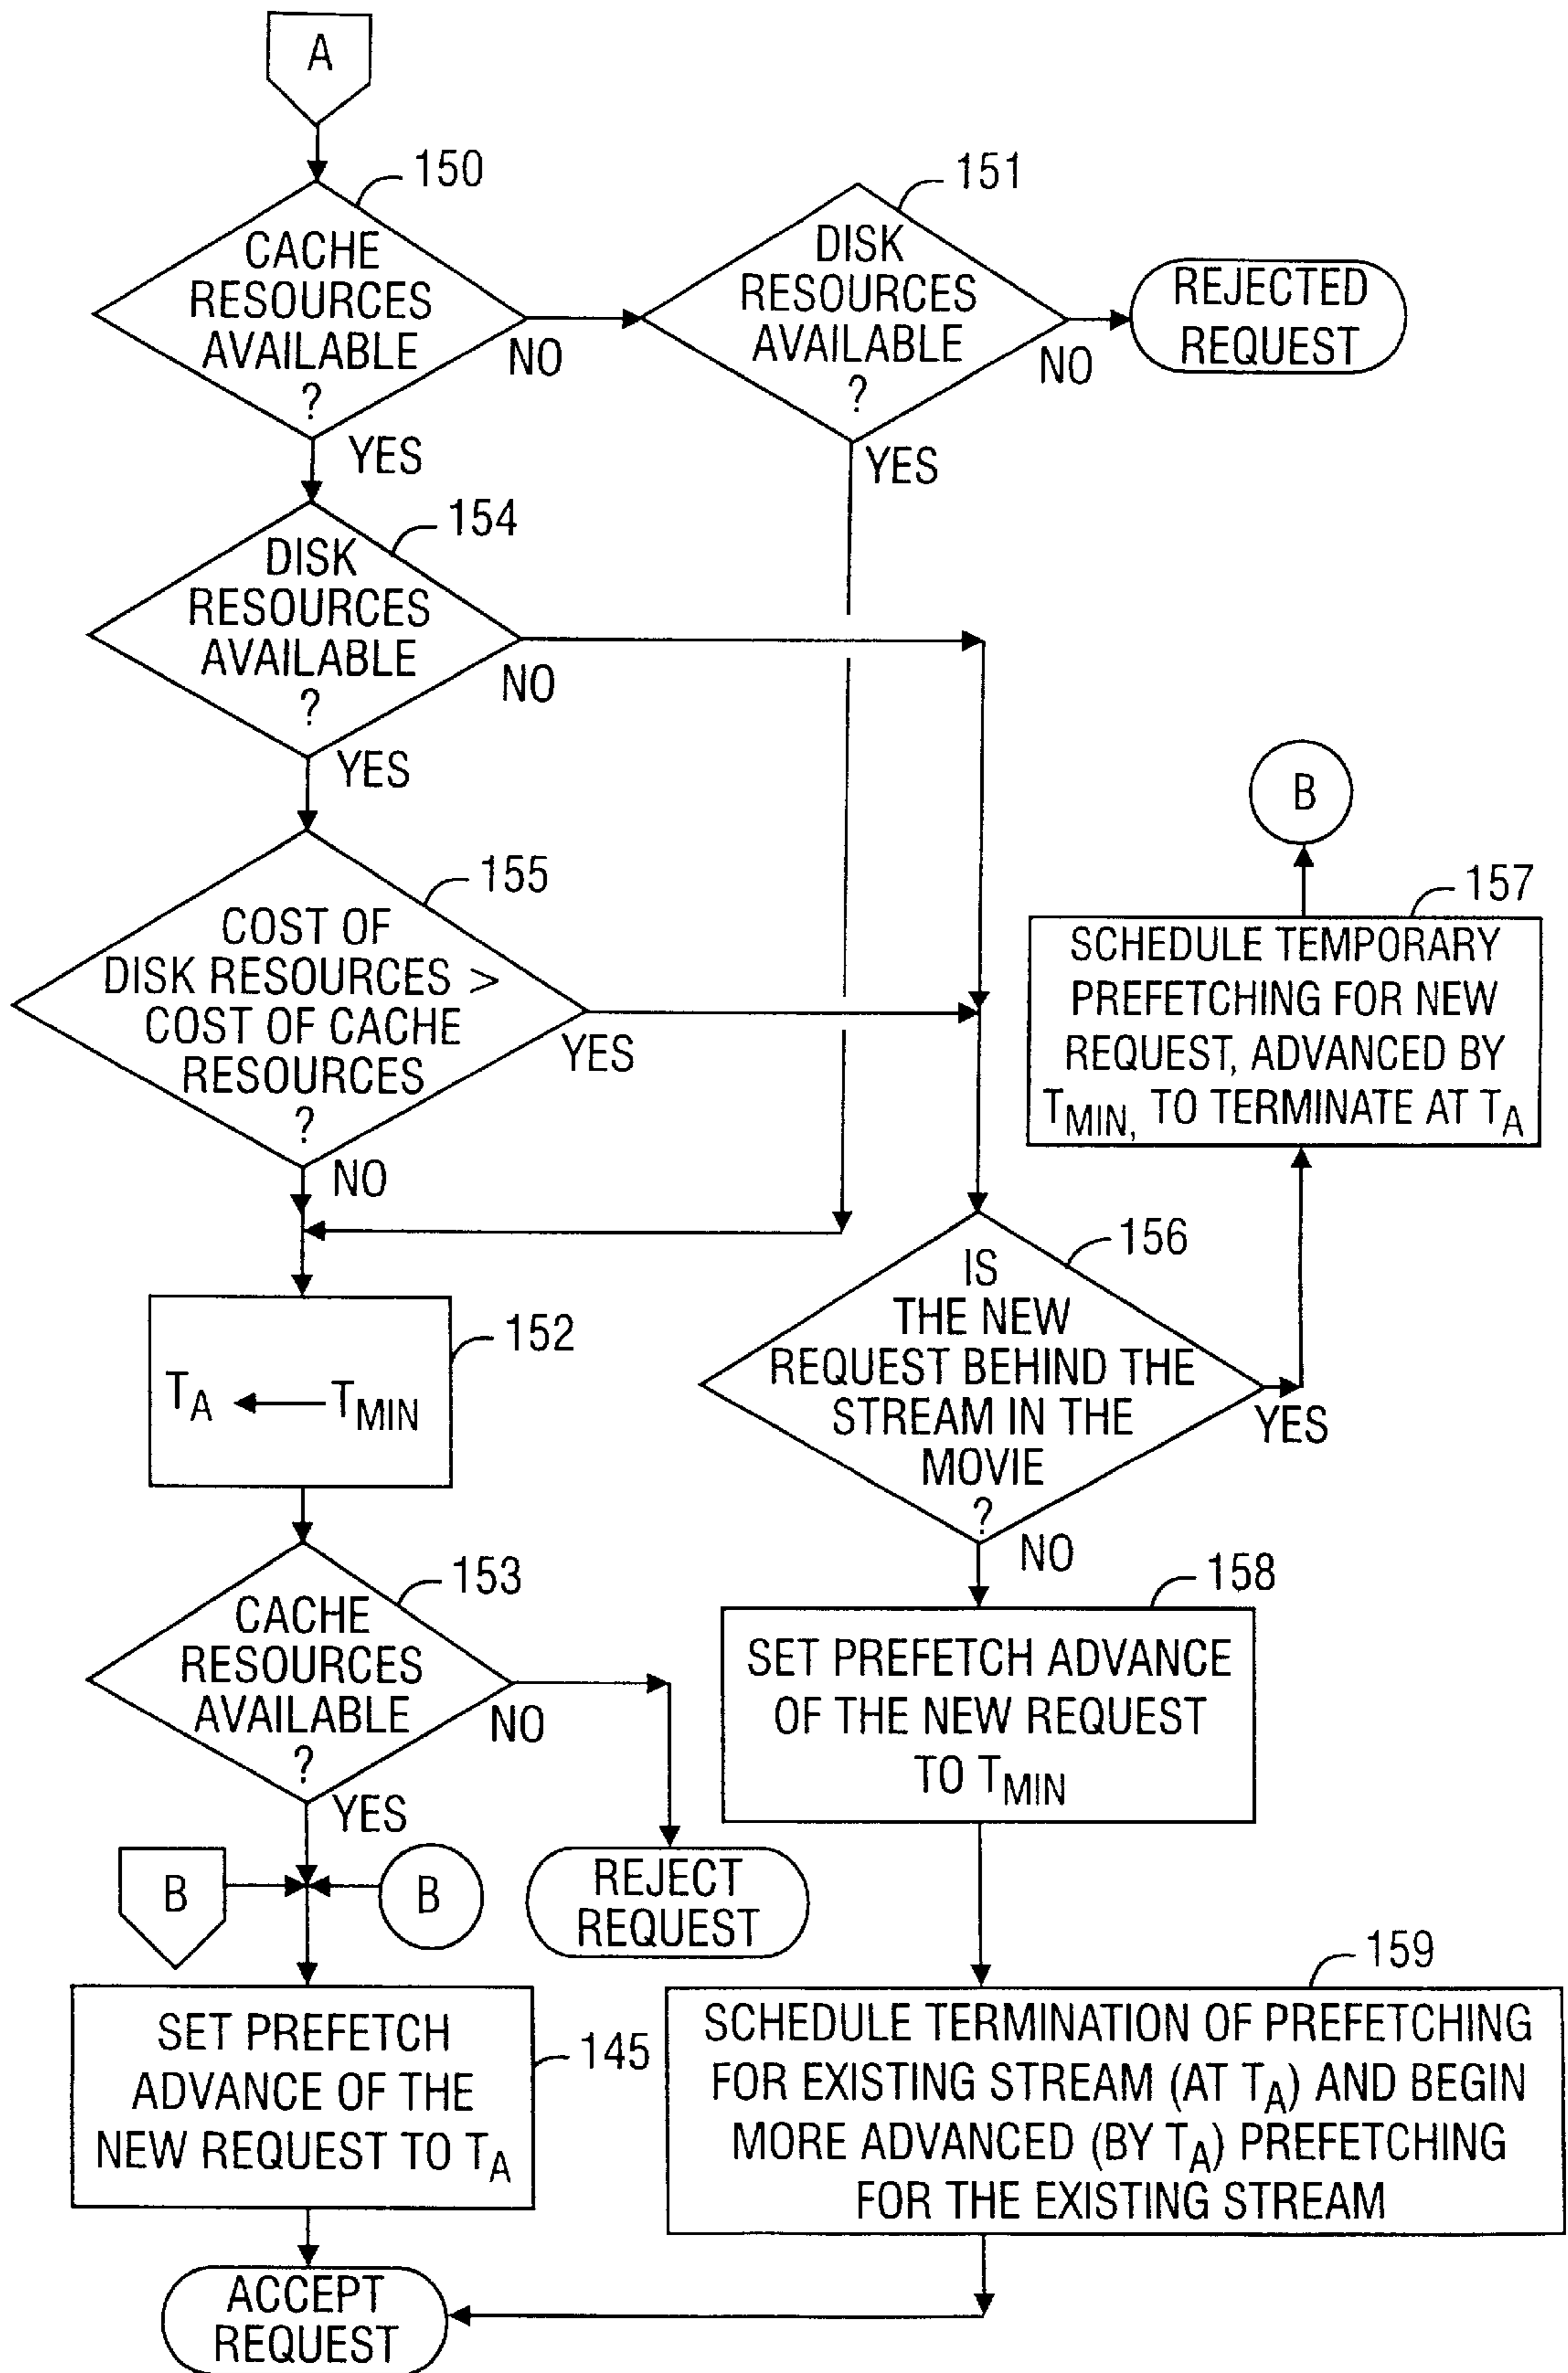 A
150
CACHE
RESOURCES
AVAILABLE
?
NO
YES
151
DISK
RESOURCES
AVAILABLE
?
NO
YES
REJECTED
REQUEST
154
DISK
RESOURCES
AVAILABLE
?
NO
YES
155
COST OF
DISK RESOURCES >
COST OF CACHE
RESOURCES
?
YES
NO
B
157
SCHEDULE TEMPORARY
PREFETCHING FOR NEW
REQUEST, ADVANCED BY
TMIN, TO TERMINATE AT TA
156
IS
THE NEW
REQUEST BEHIND THE
STREAM IN THE
MOVIE
?
YES
NO
152
TA ← TMIN
153
CACHE
RESOURCES
AVAILABLE
?
NO
YES
158
SET PREFETCH ADVANCE
OF THE NEW REQUEST
TO TMIN
B
B
REJECT
REQUEST
145
SET PREFETCH
ADVANCE OF THE
NEW REQUEST TO TA
159
SCHEDULE TERMINATION OF PREFETCHING
FOR EXISTING STREAM (AT TA) AND BEGIN
MORE ADVANCED (BY TA) PREFETCHING
FOR THE EXISTING STREAM
ACCEPT
REQUEST